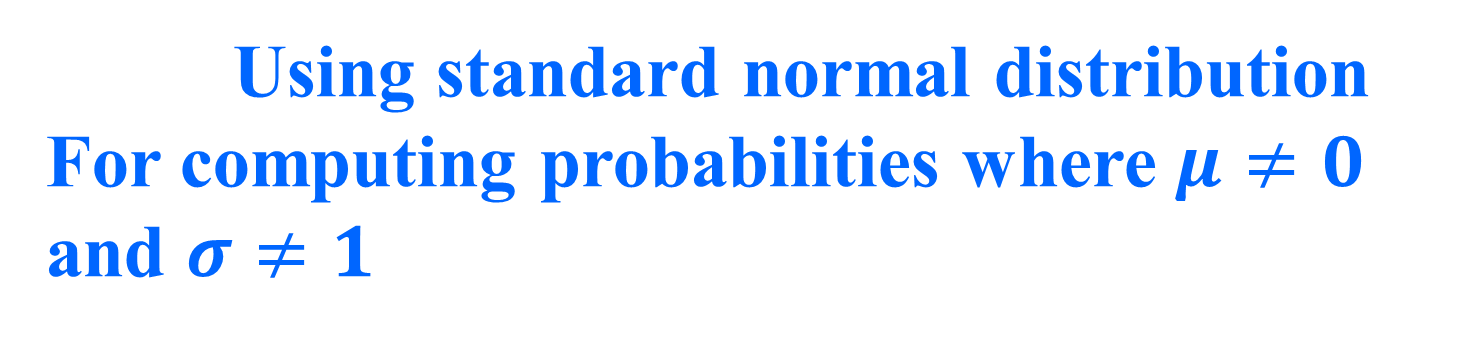 Using standard normal distribution
For computing probabilities where μ ≠ 0
and σ ≠ 1